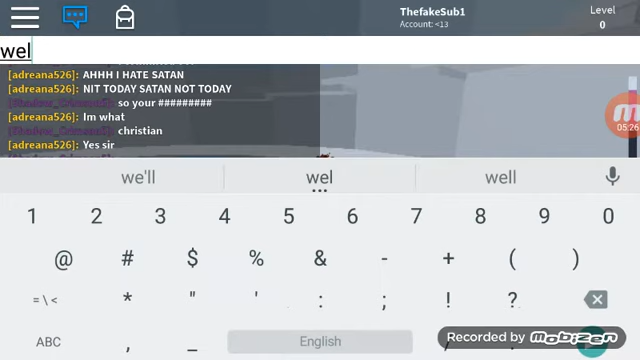 ThefakeSub1
Account: <13
Level
0
wel
[adreana526]: AHHH I HATE SATAN
[adreana526]: NIT TODAY SATAN NOT TODAY
so your #########
[adreana526]: Im what
christian
[adreana526]: Yes sir
05:26
we'll wel well
1 2 3 4 5 6 7 8 9 0
@ # $ % & - + ( )
= \ < * " ' : ; ! ?
ABC , _ English /
Recorded by mobizen